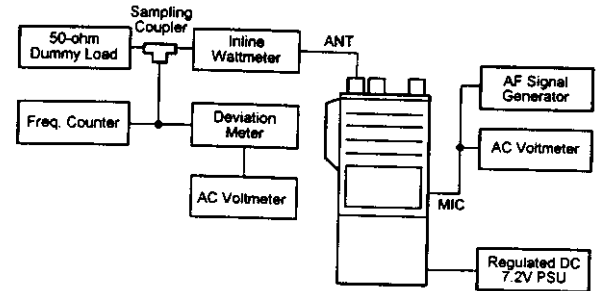 Sampling
Coupler
50-ohm
Dummy Load
Inline
Wattmeter
ANT
AF Signal
Generator
Freq. Counter
Deviation
Meter
AC Voltmeter
AC Voltmeter
MIC
Regulated DC
7.2V PSU